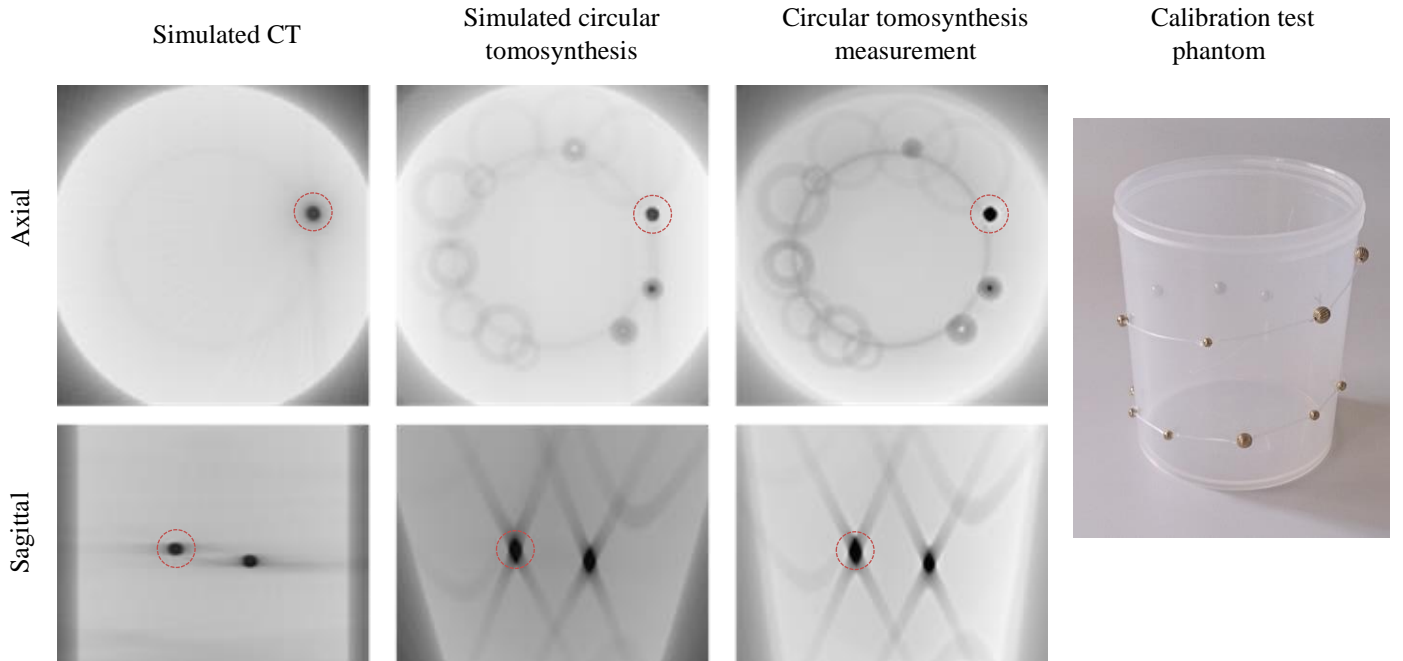 Simulated CT
Simulated circular
tomosynthesis
Circular tomosynthesis
measurement
Calibration test
phantom
Axial
Sagittal